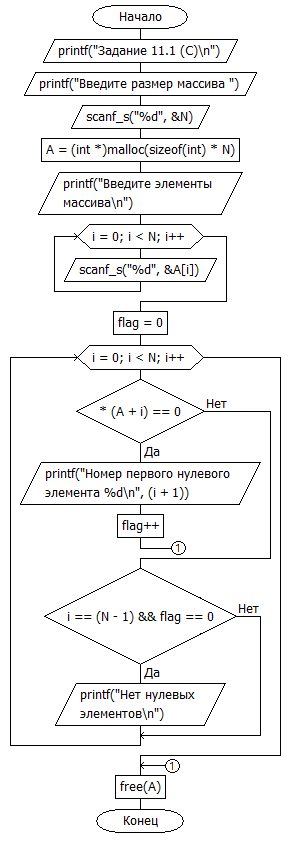 Начало
printf("Задание 11.1 (C)\n")
printf("Введите размер массива ")
scanf_s("%d", &N)
A = (int *)malloc(sizeof(int) * N)
printf("Введите элементы
массива\n")
i = 0; i < N; i++
scanf_s("%d", &A[i])
flag = 0
i = 0; i < N; i++
* (A + i) == 0
Нет
Да
printf("Номер первого нулевого
элемента %d\n", (i + 1))
flag++
1
i == (N - 1) && flag == 0
Нет
Да
printf("Нет нулевых
элементов\n")
1
free(A)
Конец